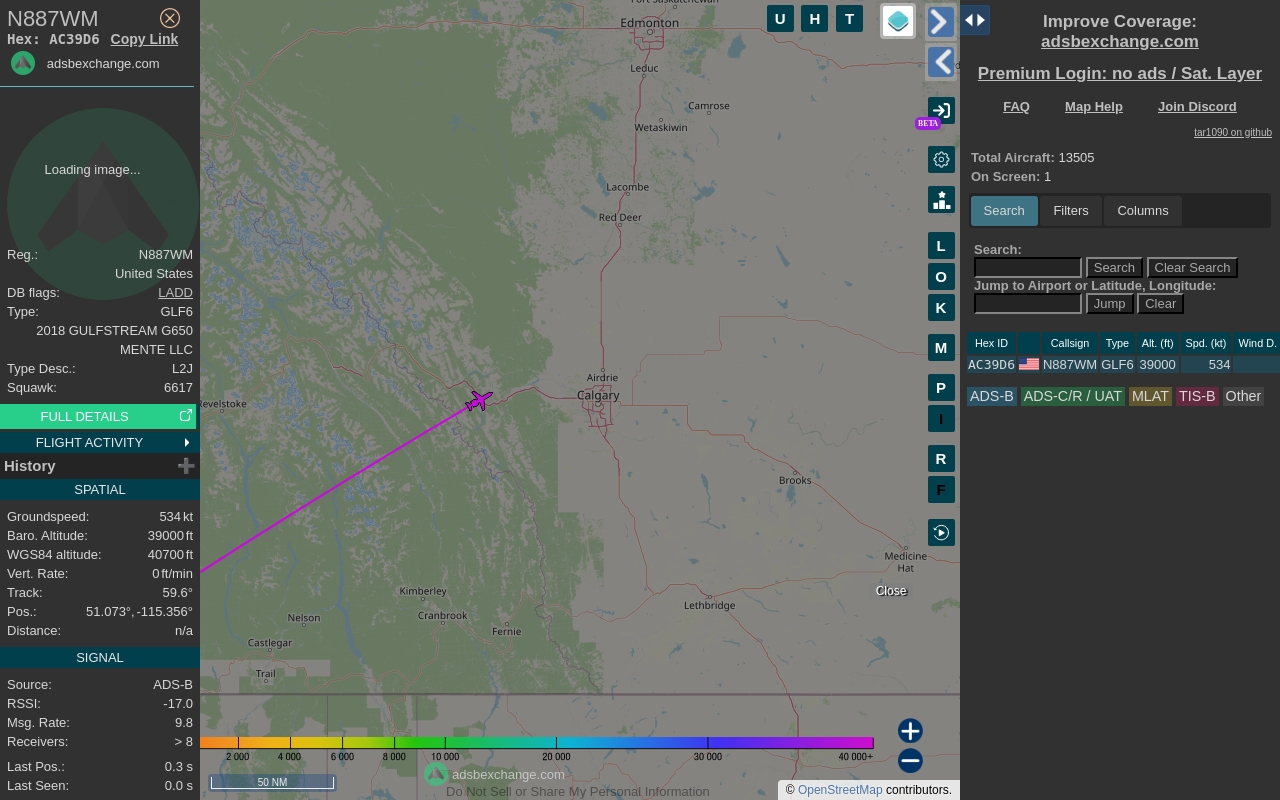 N887WM
Hex: AC39D6 Copy Link
adsbexchange.com
Loading image...
Reg.: N887WM
United States
DB flags: LADD
Type: GLF6
2018 GULFSTREAM G650
MENTE LLC
Type Desc.: L2J
Squawk: 6617
FULL DETAILS
FLIGHT ACTIVITY
History
SPATIAL
Groundspeed: 534 kt
Baro. Altitude: 39000 ft
WGS84 altitude: 40700 ft
Vert. Rate: 0 ft/min
Track: 59.6°
Pos.: 51.073°, -115.356°
Distance: n/a
SIGNAL
Source: ADS-B
RSSI: -17.0
Msg. Rate: 9.8
Receivers: > 8
Last Pos.: 0.3 s
Last Seen: 0.0 s
Edmonton
Leduc
Camrose
Wetaskiwin
Lacombe
Red Deer
Airdrie
Calgary
Revelstoke
Brooks
Medicine
Hat
Kimberley
Cranbrook
Lethbridge
Nelson
Fernie
Castlegar
Trail
Close
U H T
BETA
L
O
K
M
P
I
R
F
2 000 4 000 6 000 8 000 10 000 20 000 30 000 40 000+
50 NM
adsbexchange.com
Do Not Sell or Share My Personal Information
© OpenStreetMap contributors.
Improve Coverage:
adsbexchange.com
Premium Login: no ads / Sat. Layer
FAQ Map Help Join Discord
tar1090 on github
Total Aircraft: 13505
On Screen: 1
Search Filters Columns
Search:
Search Clear Search
Jump to Airport or Latitude, Longitude:
Jump Clear
Hex ID Callsign Type Alt. (ft) Spd. (kt) Wind D.
AC39D6 N887WM GLF6 39000 534
ADS-B ADS-C/R / UAT MLAT TIS-B Other